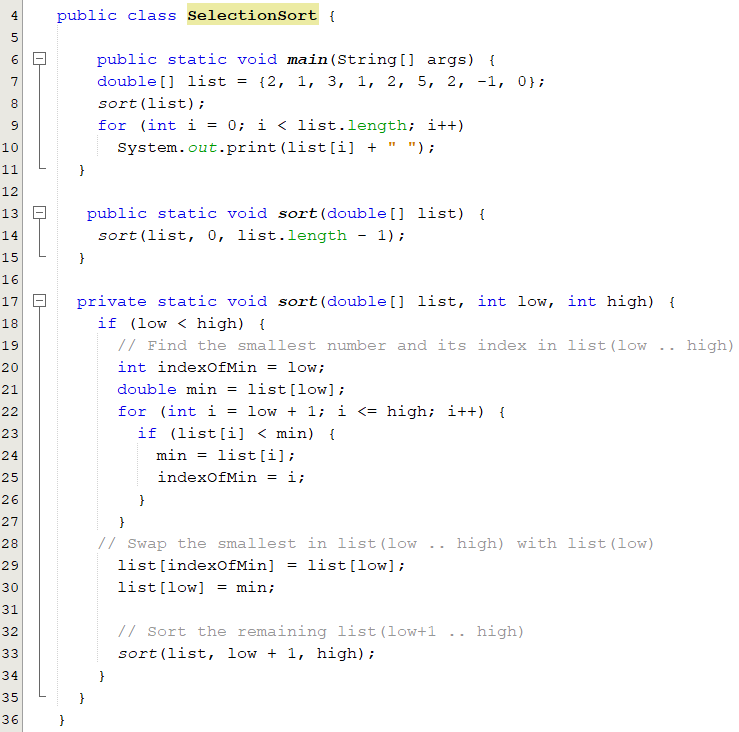 4 public class SelectionSort {
5
6 public static void main(String[] args) {
7 double[] list = {2, 1, 3, 1, 2, 5, 2, -1, 0};
8 sort(list);
9 for (int i = 0; i < list.length; i++)
10 System.out.print(list[i] + " ");
11 }
12
13 public static void sort(double[] list) {
14 sort(list, 0, list.length - 1);
15 }
16
17 private static void sort(double[] list, int low, int high) {
18 if (low < high) {
19 // Find the smallest number and its index in list(low .. high)
20 int indexOfMin = low;
21 double min = list[low];
22 for (int i = low + 1; i <= high; i++) {
23 if (list[i] < min) {
24 min = list[i];
25 indexOfMin = i;
26 }
27 }
28 // Swap the smallest in list(low .. high) with list(low)
29 list[indexOfMin] = list[low];
30 list[low] = min;
31
32 // Sort the remaining list(low+1 .. high)
33 sort(list, low + 1, high);
34 }
35 }
36 }